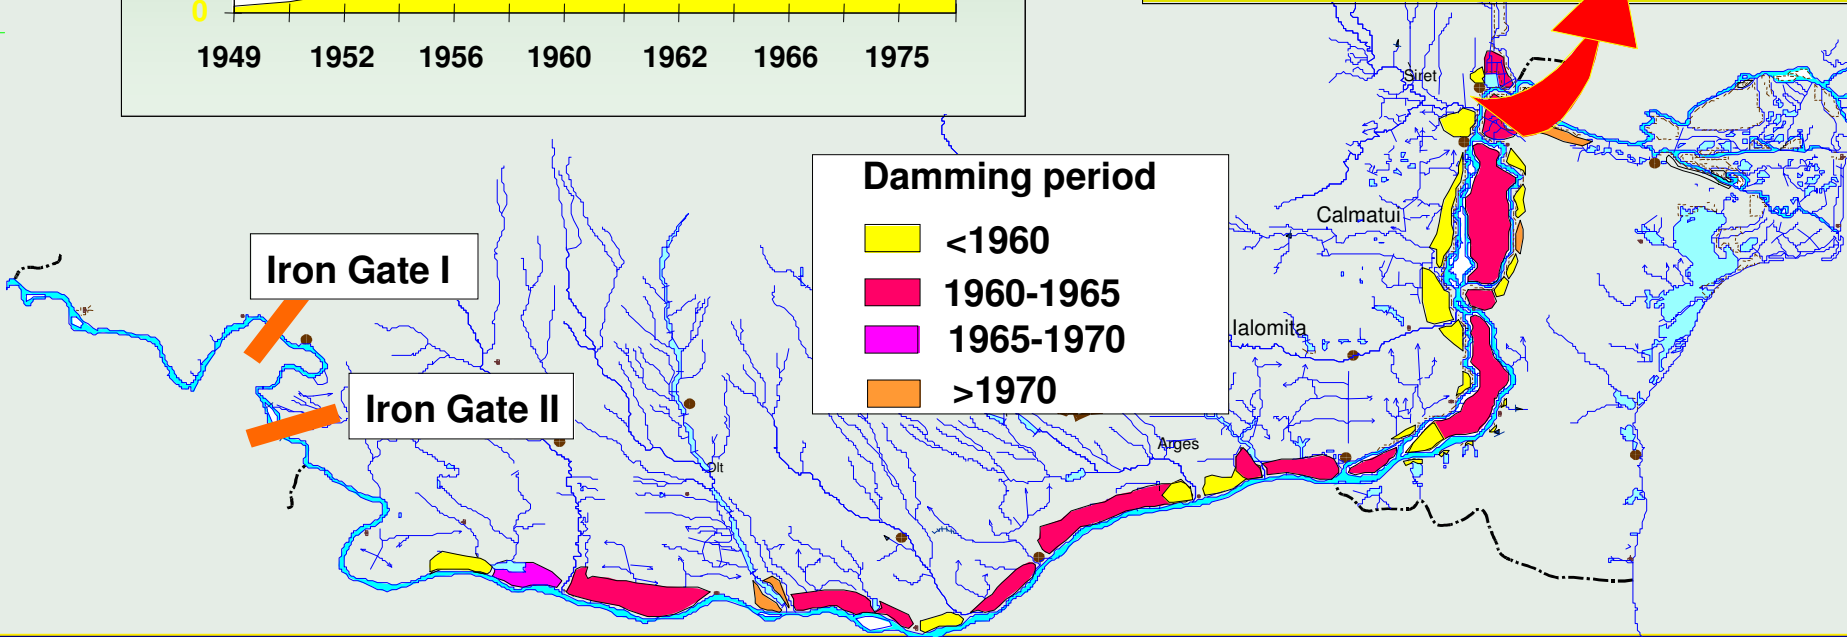 0
1949 1952 1956 1960 1962 1966 1975
Siret
Damming period
<1960
1960-1965
1965-1970
>1970
Calmatui
Iron Gate I
Ialomita
Iron Gate II
Arges
Olt